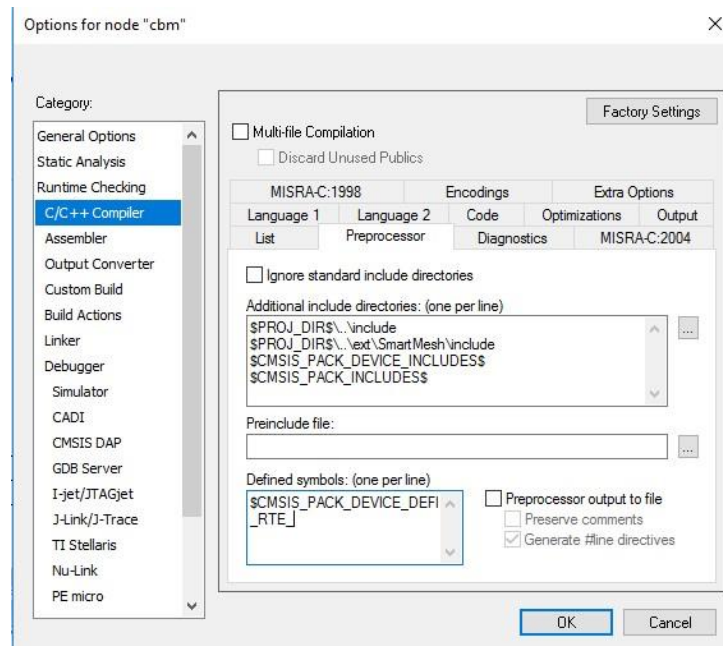 Options for node "cbm"
Category:
General Options
Static Analysis
Runtime Checking
C/C++ Compiler
Assembler
Output Converter
Custom Build
Build Actions
Linker
Debugger
Simulator
CADI
CMSIS DAP
GDB Server
I-jet/JTAGjet
J-Link/J-Trace
TI Stellaris
Nu-Link
PE micro
Factory Settings
Multi-file Compilation
Discard Unused Publics
MISRA-C:1998 Encodings Extra Options
Language 1 Language 2 Code Optimizations Output
List Preprocessor Diagnostics MISRA-C:2004
Ignore standard include directories
Additional include directories: (one per line)
$PROJ_DIR$\..\include
$PROJ_DIR$\..\ext\SmartMesh\include
$CMSIS_PACK_DEVICE_INCLUDES$
$CMSIS_PACK_INCLUDES$
...
Preinclude file:
...
Defined symbols: (one per line)
$CMSIS_PACK_DEVICE_DEFI
_RTE_
Preprocessor output to file
Preserve comments
Generate #line directives
OK Cancel